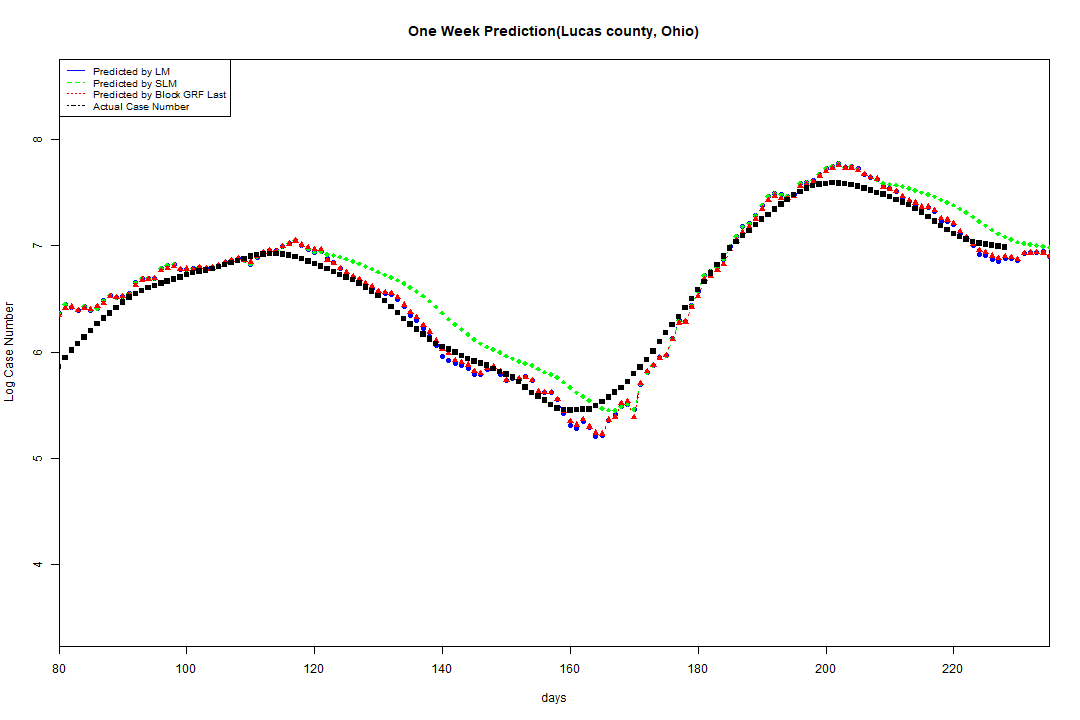 One Week Prediction(Lucas county, Ohio)
Predicted by LM
Predicted by SLM
Predicted by Block GRF Last
Actual Case Number
8
7
6
5
4
Log Case Number
80 100 120 140 160 180 200 220
days